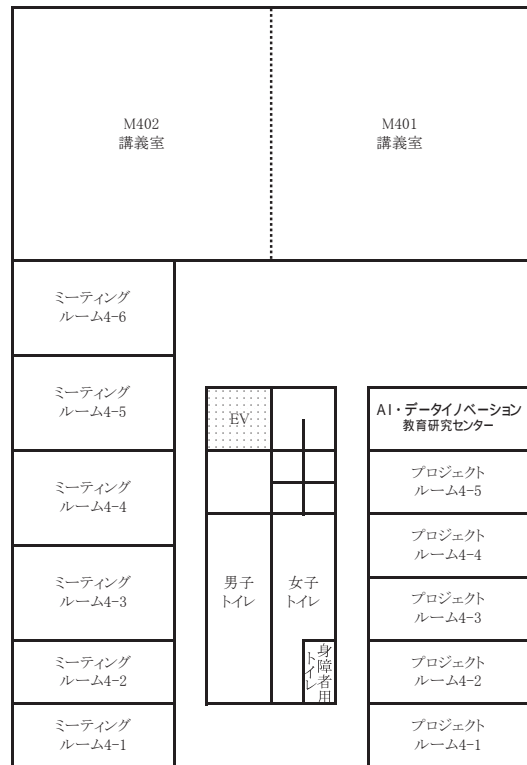 M402
講義室
M401
講義室
ミーティング
ルーム4-6
ミーティング
ルーム4-5
ミーティング
ルーム4-4
ミーティング
ルーム4-3
ミーティング
ルーム4-2
ミーティング
ルーム4-1
EV
男子
トイレ
女子
トイレ
身障者用
トイレ
AI・データイノベーション
教育研究センター
プロジェクト
ルーム4-5
プロジェクト
ルーム4-4
プロジェクト
ルーム4-3
プロジェクト
ルーム4-2
プロジェクト
ルーム4-1